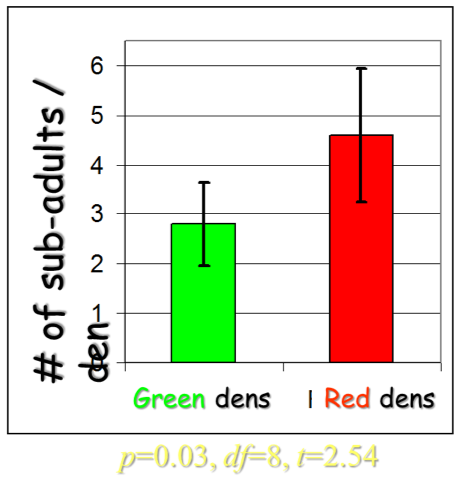 # of sub-adults /
den
6
5
4
3
2
1
0
Green dens
Red dens
p=0.03, df=8, t=2.54